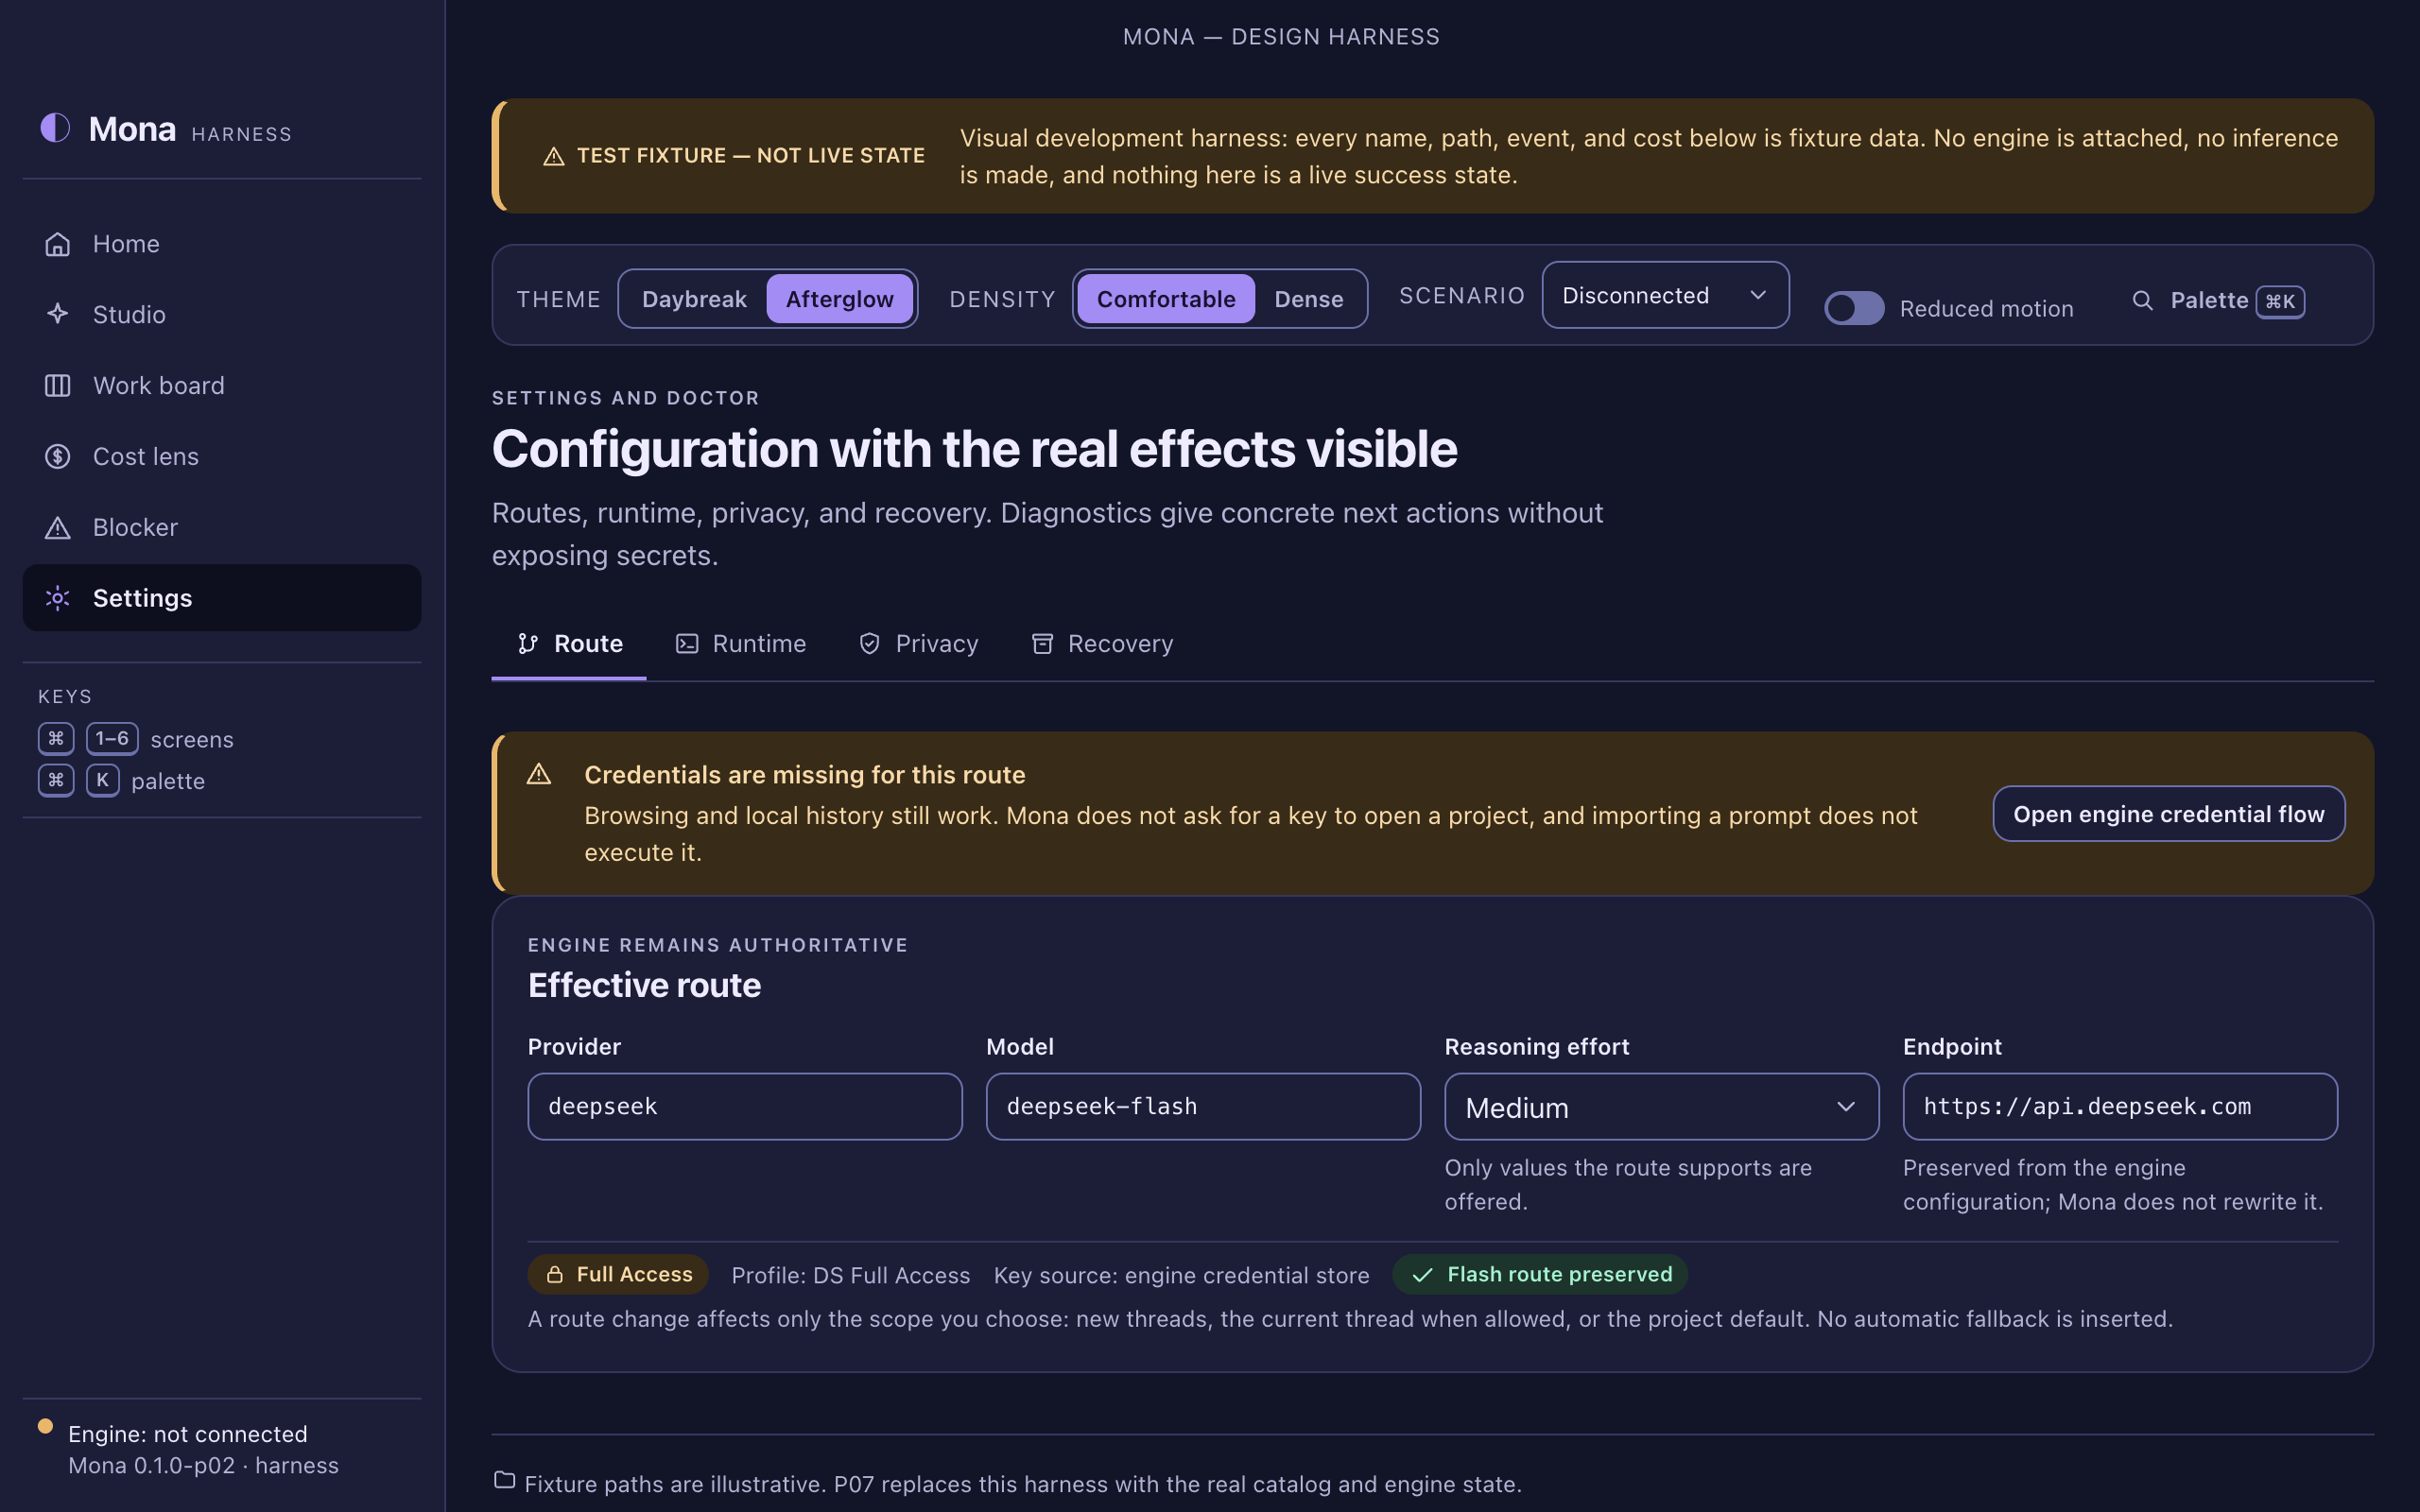 MONA — DESIGN HARNESS
Mona HARNESS
Home
Studio
Work board
Cost lens
Blocker
Settings
KEYS
⌘ 1–6 screens
⌘ K palette
Engine: not connected
Mona 0.1.0-p02 · harness
TEST FIXTURE — NOT LIVE STATE
Visual development harness: every name, path, event, and cost below is fixture data. No engine is attached, no inference
is made, and nothing here is a live success state.
THEME Daybreak Afterglow DENSITY Comfortable Dense SCENARIO Disconnected Reduced motion Palette ⌘K
SETTINGS AND DOCTOR
Configuration with the real effects visible
Routes, runtime, privacy, and recovery. Diagnostics give concrete next actions without
exposing secrets.
Route Runtime Privacy Recovery
Credentials are missing for this route
Browsing and local history still work. Mona does not ask for a key to open a project, and importing a prompt does not
execute it.
Open engine credential flow
ENGINE REMAINS AUTHORITATIVE
Effective route
Provider Model Reasoning effort Endpoint
deepseek deepseek-flash Medium https://api.deepseek.com
Only values the route supports are
offered.
Preserved from the engine
configuration; Mona does not rewrite it.
Full Access Profile: DS Full Access Key source: engine credential store Flash route preserved
A route change affects only the scope you choose: new threads, the current thread when allowed, or the project default. No automatic fallback is inserted.
Fixture paths are illustrative. P07 replaces this harness with the real catalog and engine state.